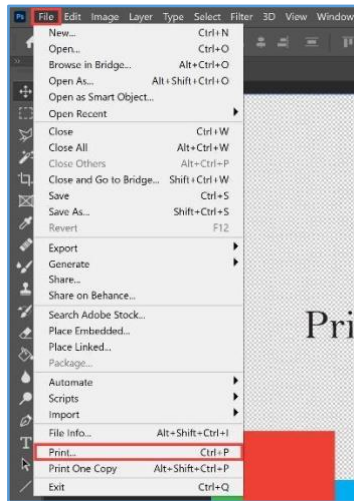 Ps File Edit Image Layer Type Select Filter 3D View Window
New... Ctrl+N
Open... Ctrl+O
Browse in Bridge... Alt+Ctrl+O
Open As... Alt+Shift+Ctrl+O
Open as Smart Object...
Open Recent
Close Ctrl+W
Close All Alt+Ctrl+W
Close Others Alt+Ctrl+P
Close and Go to Bridge... Shift+Ctrl+W
Save Ctrl+S
Save As... Shift+Ctrl+S
Revert F12
Export
Generate
Share...
Share on Behance...
Search Adobe Stock...
Place Embedded...
Place Linked...
Package...
Automate
Scripts
Import
File Info... Alt+Shift+Ctrl+I
Print... Ctrl+P
Print One Copy Alt+Shift+Ctrl+P
Exit Ctrl+Q
Pri